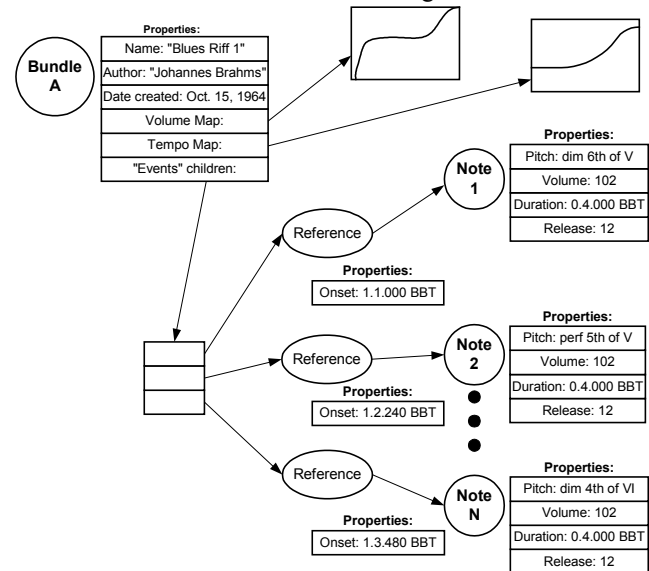 Properties:
Bundle
A
Name: "Blues Riff 1"
Author: "Johannes Brahms"
Date created: Oct. 15, 1964
Volume Map:
Tempo Map:
"Events" children:
Properties:
Note
1
Pitch: dim 6th of V
Volume: 102
Duration: 0.4.000 BBT
Release: 12
Reference
Properties:
Onset: 1.1.000 BBT
Properties:
Note
2
Pitch: perf 5th of V
Volume: 102
Duration: 0.4.000 BBT
Release: 12
Reference
Properties:
Onset: 1.2.240 BBT
Properties:
Note
N
Pitch: dim 4th of VI
Volume: 102
Duration: 0.4.000 BBT
Release: 12
Reference
Properties:
Onset: 1.3.480 BBT